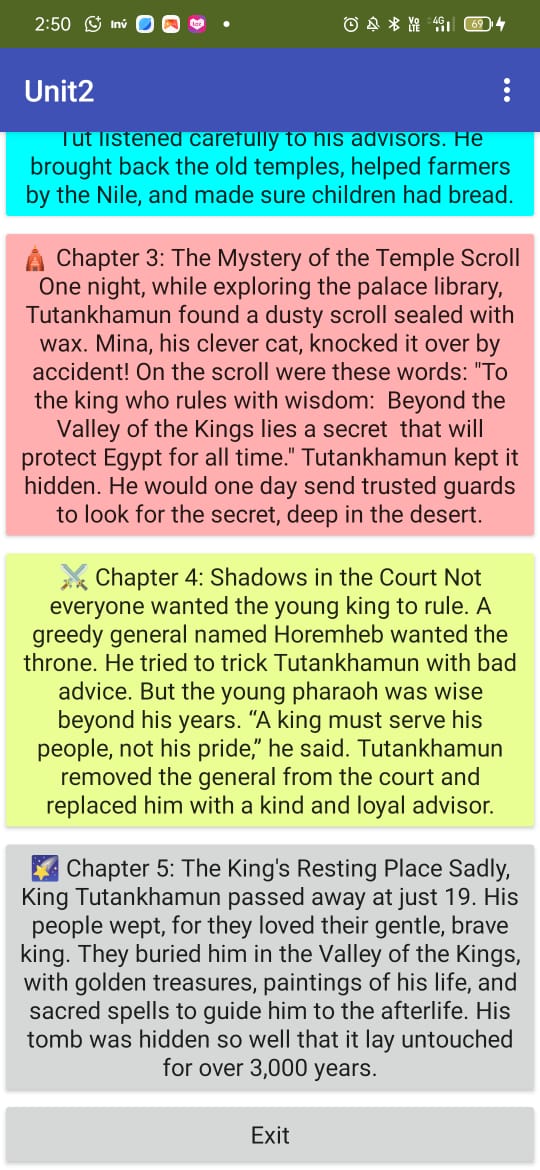 2:50
Inv
Vo LTE
4G
69
Unit2
Tut listened carefully to his advisors. He
brought back the old temples, helped farmers
by the Nile, and made sure children had bread.
Chapter 3: The Mystery of the Temple Scroll
One night, while exploring the palace library,
Tutankhamun found a dusty scroll sealed with
wax. Mina, his clever cat, knocked it over by
accident! On the scroll were these words: "To
the king who rules with wisdom:  Beyond the
Valley of the Kings lies a secret  that will
protect Egypt for all time." Tutankhamun kept it
hidden. He would one day send trusted guards
to look for the secret, deep in the desert.
Chapter 4: Shadows in the Court Not
everyone wanted the young king to rule. A
greedy general named Horemheb wanted the
throne. He tried to trick Tutankhamun with bad
advice. But the young pharaoh was wise
beyond his years. “A king must serve his
people, not his pride,” he said. Tutankhamun
removed the general from the court and
replaced him with a kind and loyal advisor.
Chapter 5: The King's Resting Place Sadly,
King Tutankhamun passed away at just 19. His
people wept, for they loved their gentle, brave
king. They buried him in the Valley of the Kings,
with golden treasures, paintings of his life, and
sacred spells to guide him to the afterlife. His
tomb was hidden so well that it lay untouched
for over 3,000 years.
Exit